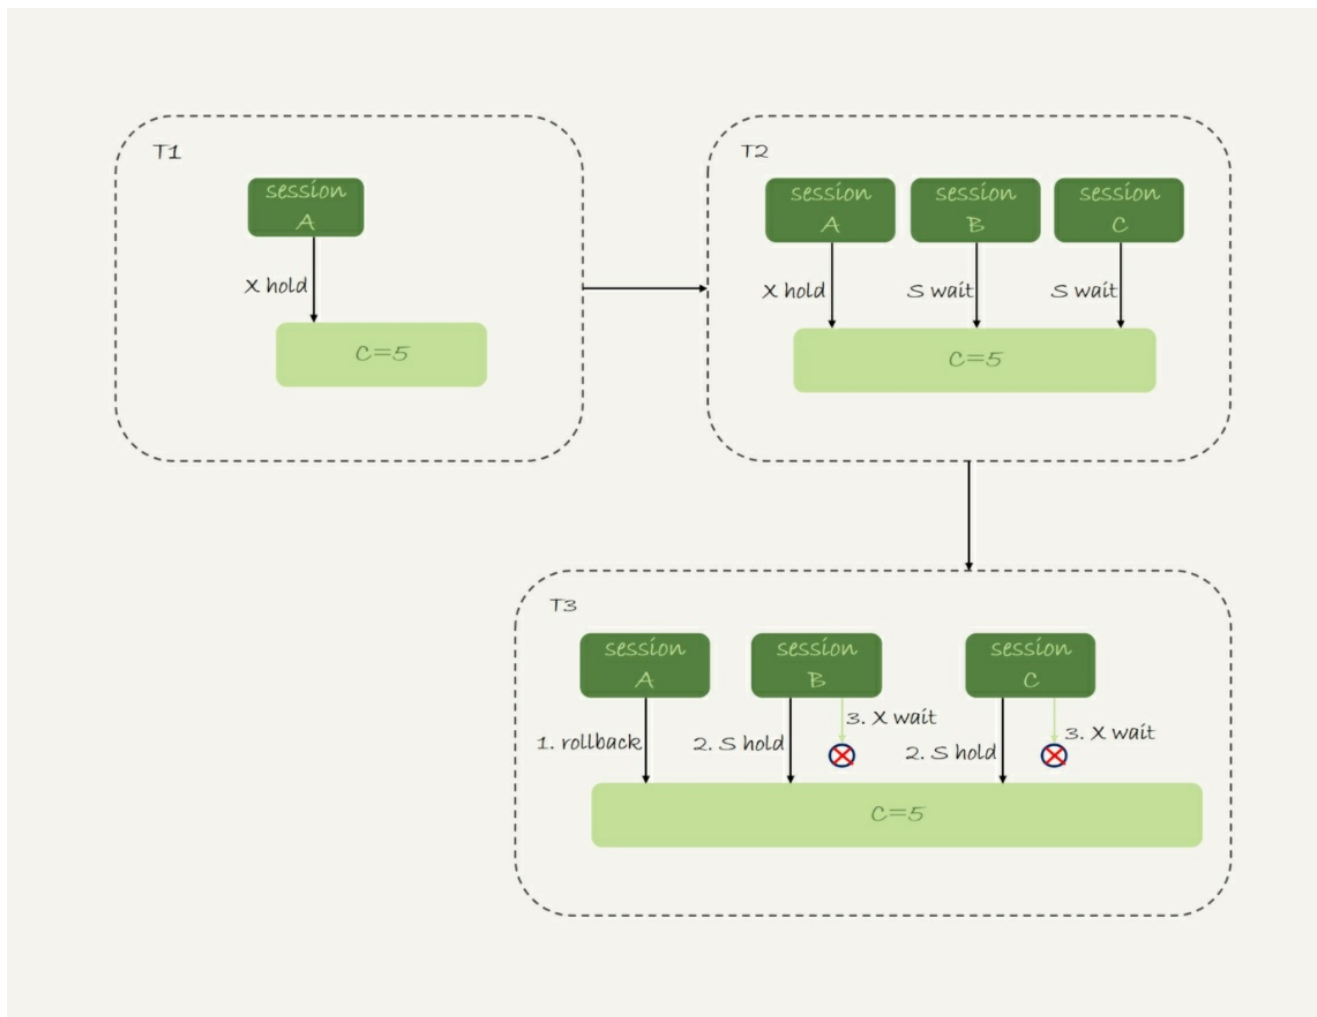 T1
session
A
X hold
C=5
T2
session
A
session
B
session
C
X hold
S wait
S wait
C=5
T3
session
A
session
B
session
C
1. rollback
2. S hold
3. X wait
2. S hold
3. X wait
C=5